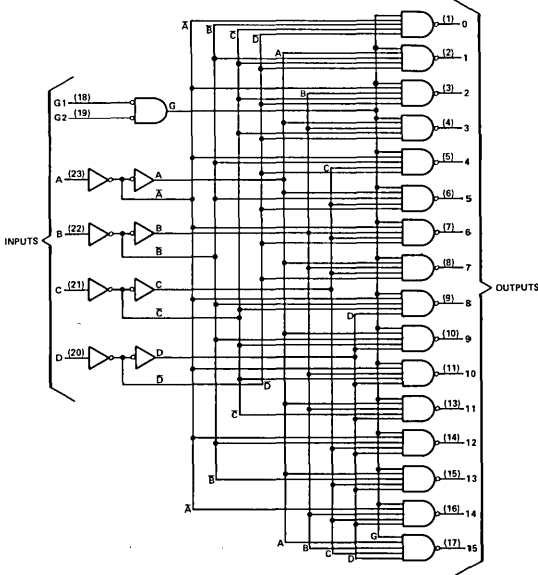 A̅
B̅
C̅
D̅
(1) 0
A
(2) 1
B
(3) 2
G1 (18)
G2 (19)
G
(4) 3
C
(5) 4
A (23)
A
A̅
(6) 5
B (22)
B
B̅
(7) 6
INPUTS
(8) 7
OUTPUTS
C (21)
C
C̅
D
(9) 8
(10) 9
D (20)
D
D̅
D̅
(11) 10
C̅
(13) 11
(14) 12
B̅
(15) 13
A̅
(16) 14
G
A
B
C
D
(17) 15